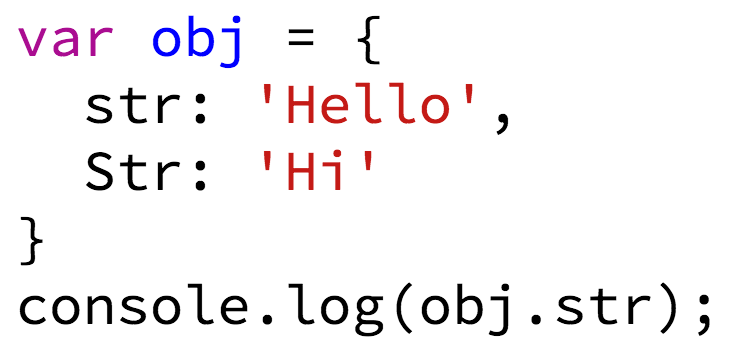 var obj = {
  str: 'Hello',
  Str: 'Hi'
}
console.log(obj.str);